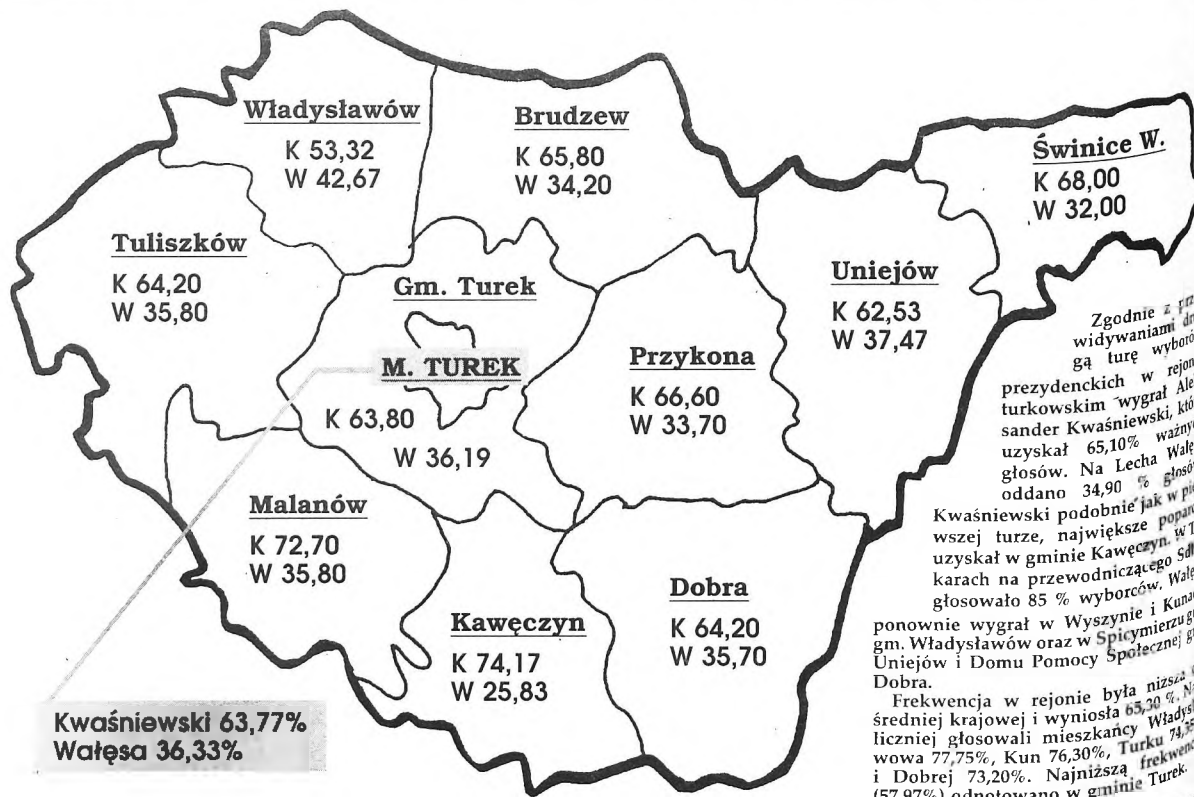 Władysławów
K 53,32
W 42,67
Brudzew
K 65,80
W 34,20
Świnice W.
K 68,00
W 32,00
Tuliszków
K 64,20
W 35,80
Gm. Turek
M. TUREK
K 63,80
W 36,19
Przykona
K 66,60
W 33,70
Uniejów
K 62,53
W 37,47
Malanów
K 72,70
W 35,80
Kawęczyn
K 74,17
W 25,83
Dobra
K 64,20
W 35,70
Kwaśniewski 63,77%
Wałęsa 36,33%
Zgodnie z
widywaniami
gą turę
prezydenckich w
turkowskim wygrał
sander Kwaśniewski,
uzyskał 65,10%
głosów. Na Lecha
oddano 34,90 %
Kwaśniewski podobnie jak w
wszej turze, największe
uzyskał w gminie Kawęczyn.
karach na przewodniczącego
głosowało 85 % wyborców.
ponownie wygrał w Wyszynie i
gm. Władysławów oraz w Spicymierzu
Uniejów i Domu Pomocy Społecznej
Dobra.
Frekwencja w rejonie była niższa
średniej krajowej i wyniosła 65,30 %.
liczniej głosowali mieszkańcy
wowa 77,75%, Kun 76,30%, Turku
i Dobrej 73,20%. Najniższą
(57,97%) odnotowano w gminie Turek.